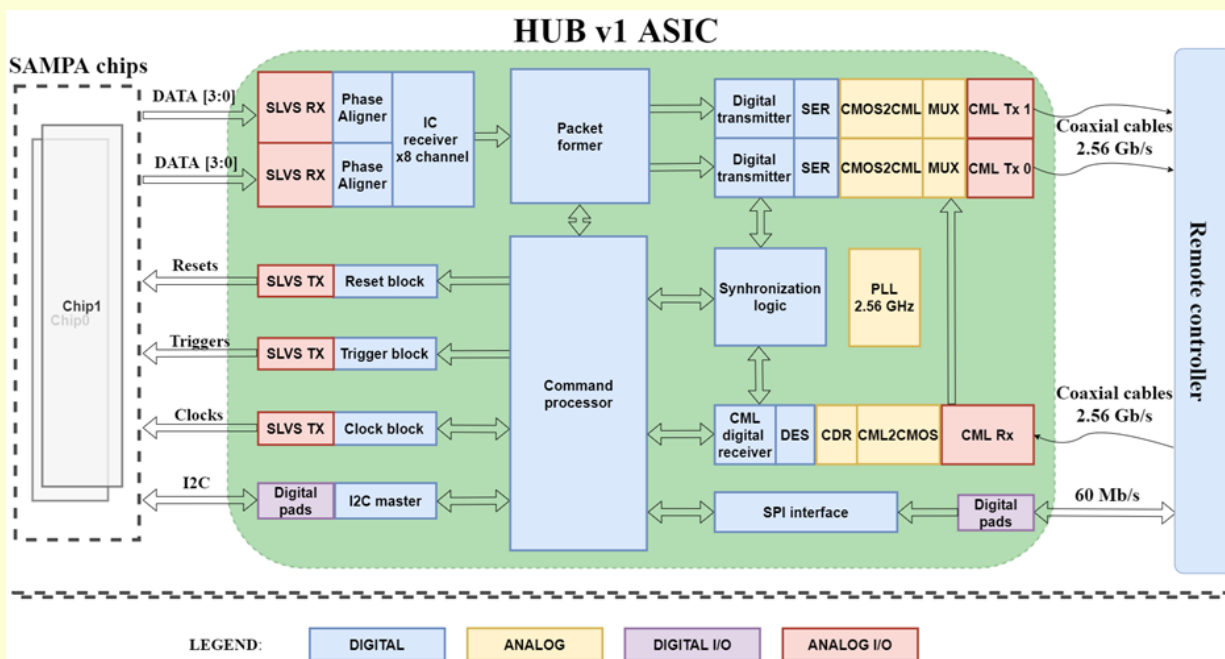 HUB v1 ASIC
SAMPA chips
DATA [3:0]
DATA [3:0]
Resets
Triggers
Clocks
I2C
Chip1
Chip0
SLVS RX
Phase
Aligner
SLVS RX
Phase
Aligner
IC
receiver
x8 channel
Packet
former
Digital
transmitter
SER
CMOS2CML
MUX
CML Tx 1
Digital
transmitter
SER
CMOS2CML
MUX
CML Tx 0
Coaxial cables
2.56 Gb/s
SLVS TX
Reset block
SLVS TX
Trigger block
SLVS TX
Clock block
Digital
pads
I2C master
Command
processor
Synhronization
logic
PLL
2.56 GHz
CML
digital
receiver
DES
CDR
CML2CMOS
CML Rx
Coaxial cables
2.56 Gb/s
SPI interface
Digital
pads
60 Mb/s
Remote controller
LEGEND:
DIGITAL
ANALOG
DIGITAL I/O
ANALOG I/O